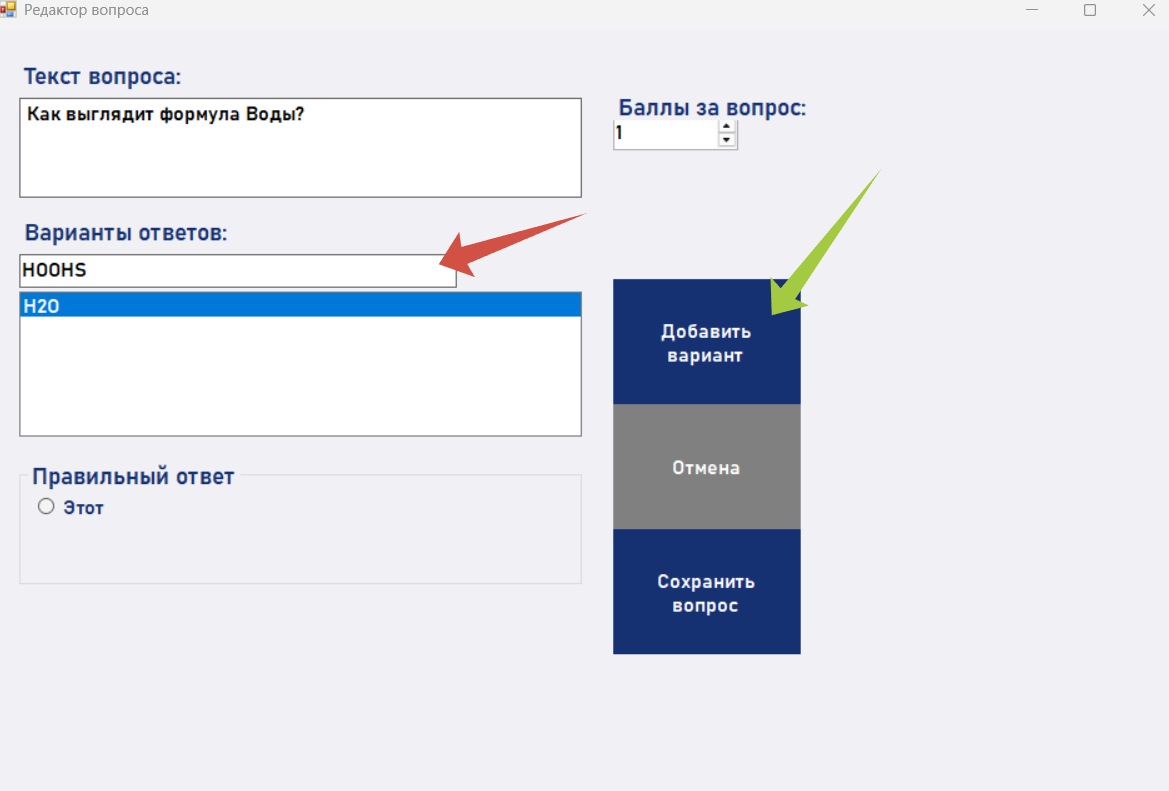 Редактор вопроса
Текст вопроса:
Как выглядит формула Воды?
Баллы за вопрос:
1
Варианты ответов:
HOOHS
H2O
Добавить
вариант
Отмена
Правильный ответ
Этот
Сохранить
вопрос